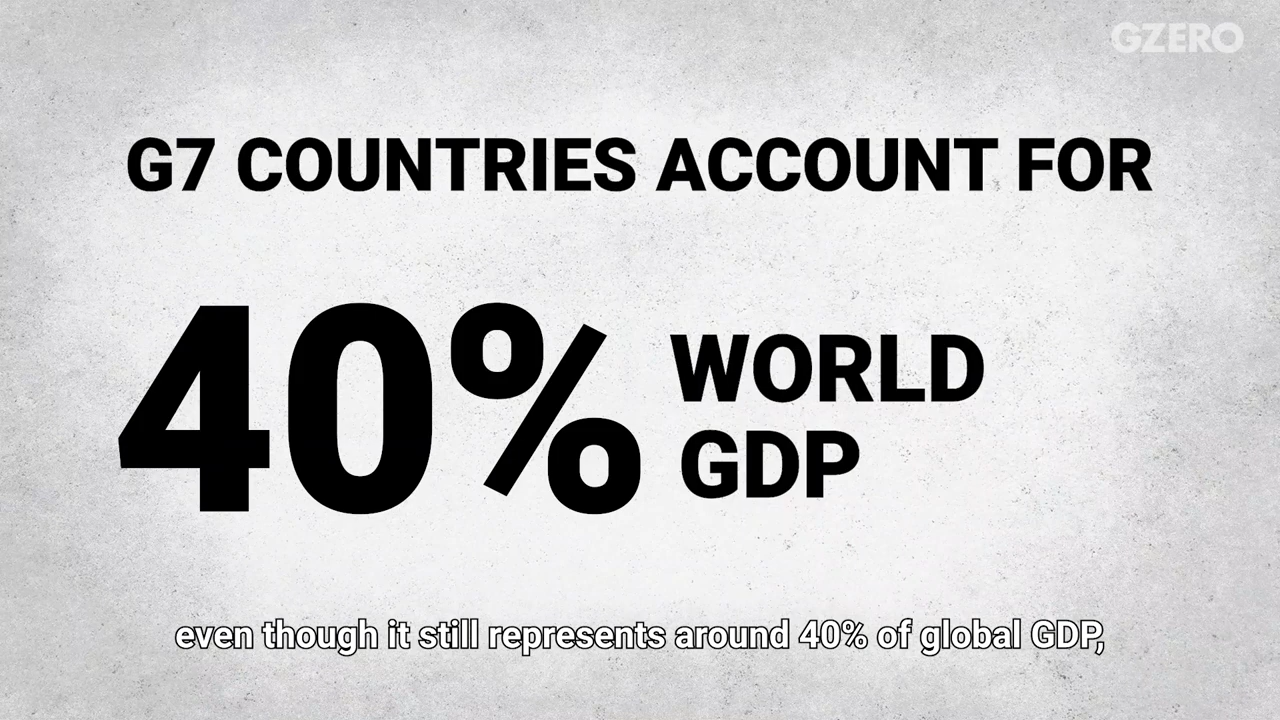 GZERO
G7 COUNTRIES ACCOUNT FOR
40%
WORLD
GDP
even though it still represents around 40% of global GDP,